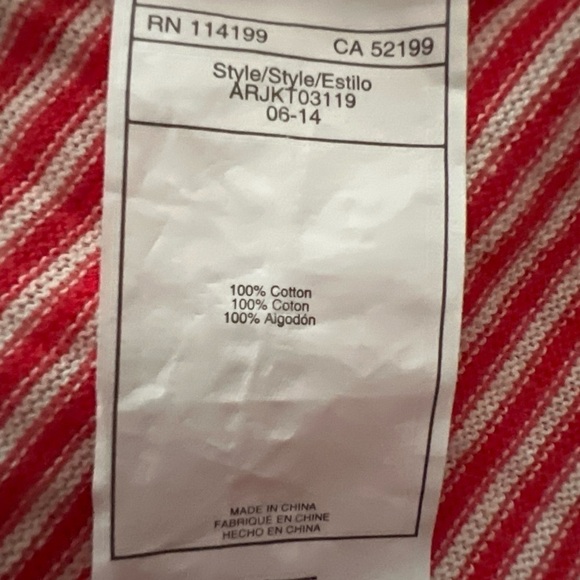 RN 114199 CA 52199
Style/Style/Estilo
ARJKT03119
06-14
100% Cotton
100% Coton
100% Algodón
MADE IN CHINA
FABRIQUE EN CHINE
HECHO EN CHINA